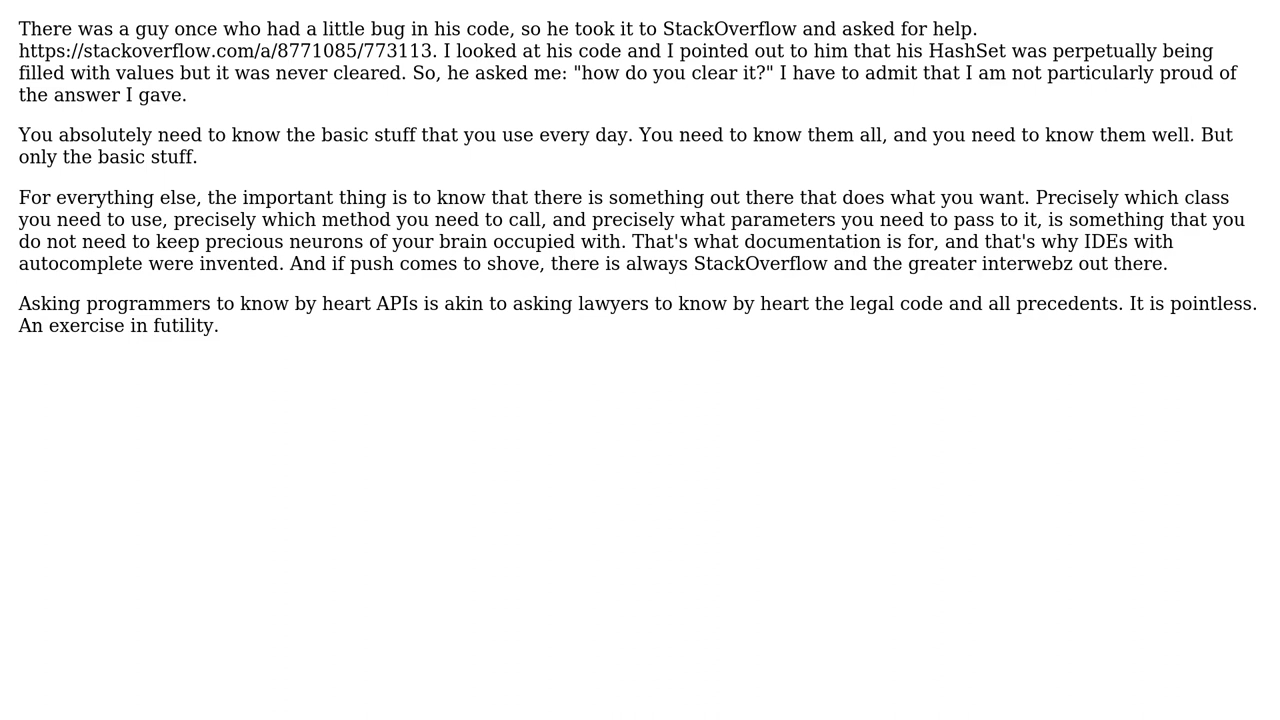 There was a guy once who had a little bug in his code, so he took it to StackOverflow and asked for help.
https://stackoverflow.com/a/8771085/773113. I looked at his code and I pointed out to him that his HashSet was perpetually being
filled with values but it was never cleared. So, he asked me: "how do you clear it?" I have to admit that I am not particularly proud of
the answer I gave.
You absolutely need to know the basic stuff that you use every day. You need to know them all, and you need to know them well. But
only the basic stuff.
For everything else, the important thing is to know that there is something out there that does what you want. Precisely which class
you need to use, precisely which method you need to call, and precisely what parameters you need to pass to it, is something that you
do not need to keep precious neurons of your brain occupied with. That's what documentation is for, and that's why IDEs with
autocomplete were invented. And if push comes to shove, there is always StackOverflow and the greater interwebz out there.
Asking programmers to know by heart APIs is akin to asking lawyers to know by heart the legal code and all precedents. It is pointless.
An exercise in futility.